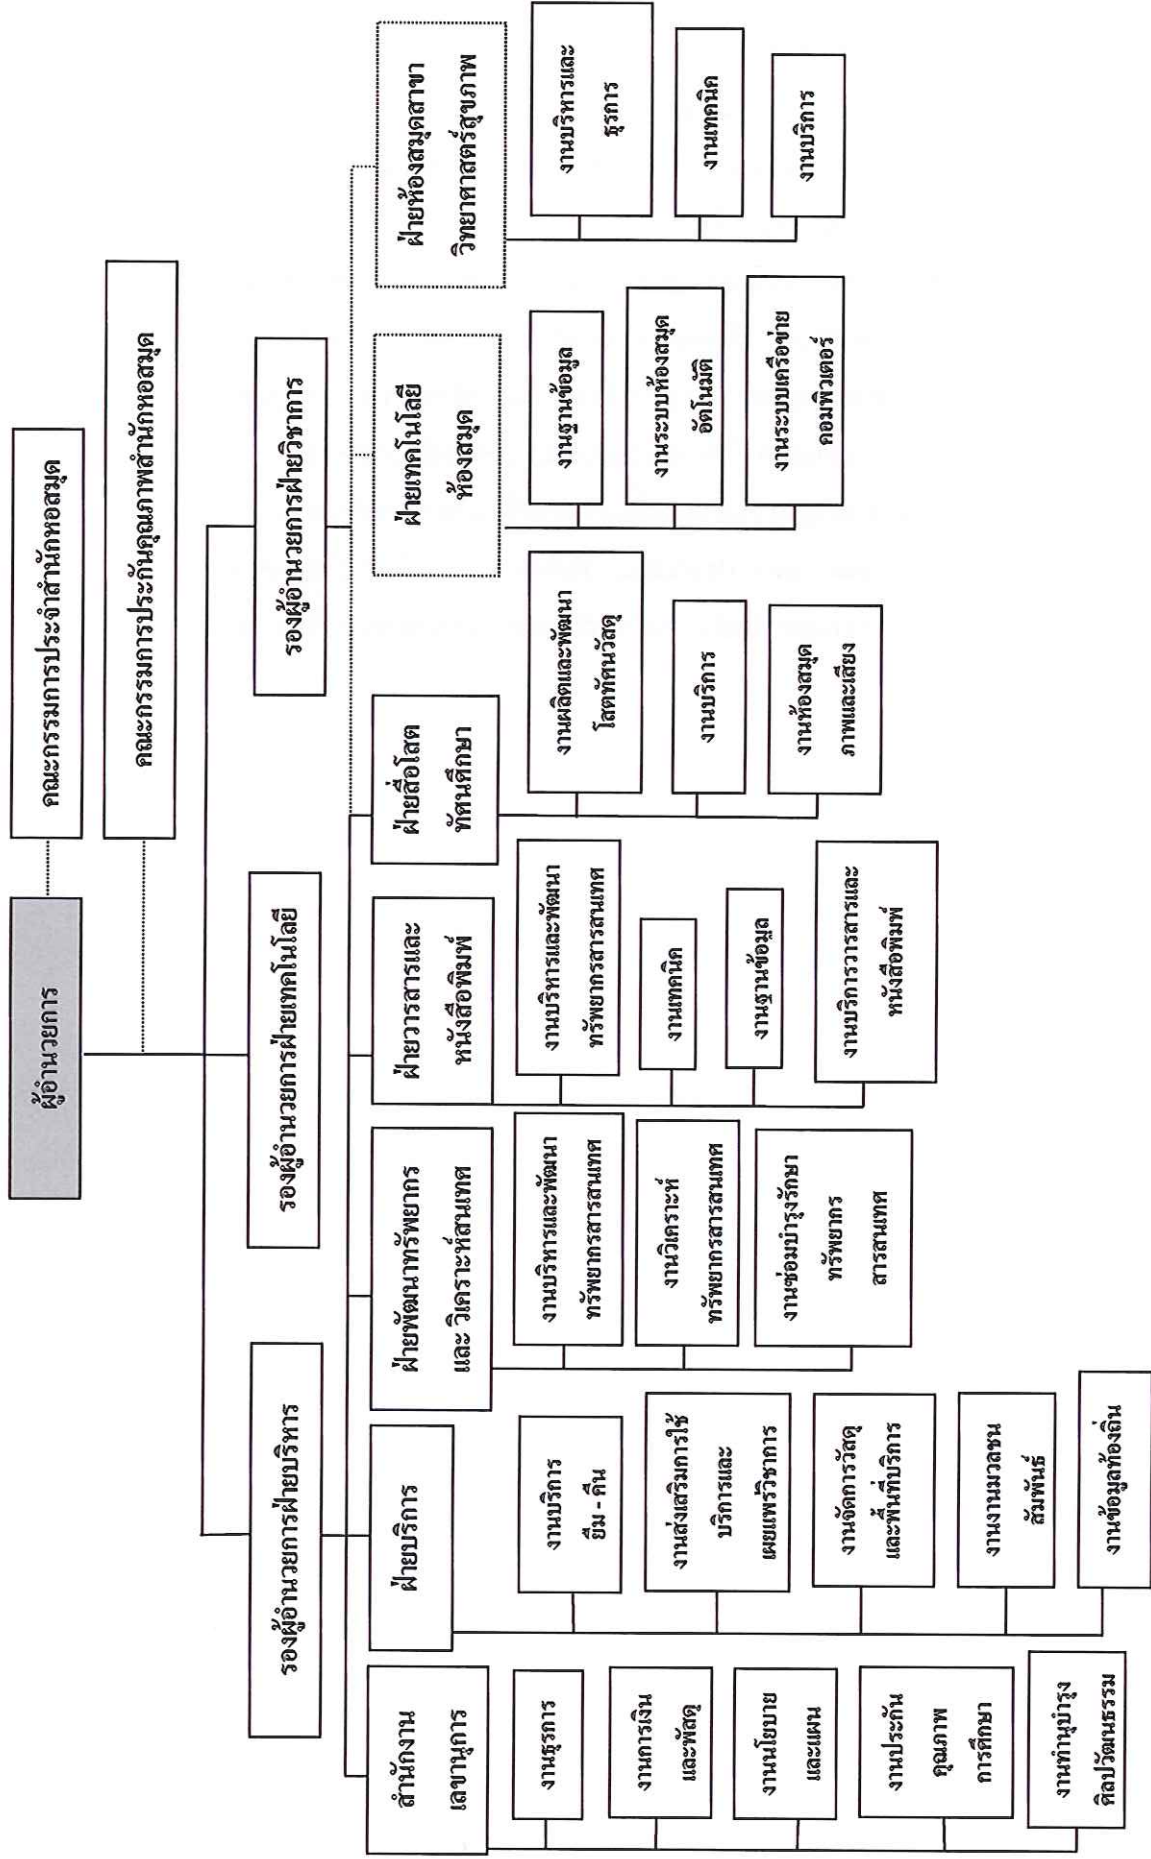 ผู้อำนวยการ
คณะกรรมการประจำสำนักหอสมุด
คณะกรรมการประกันคุณภาพสำนักหอสมุด
รองผู้อำนวยการฝ่ายบริหาร
รองผู้อำนวยการฝ่ายเทคโนโลยี
รองผู้อำนวยการฝ่ายวิชาการ
สำนักงาน
เลขานุการ
งานธุรการ
งานการเงิน
และพัสดุ
งานนโยบาย
และแผน
งานประกัน
คุณภาพ
การศึกษา
งานทำนุบำรุง
ศิลปวัฒนธรรม
ฝ่ายบริการ
งานบริการ
ยืม - คืน
งานส่งเสริมการใช้
บริการและ
เผยแพร่วิชาการ
งานจัดการวัสดุ
และพื้นที่บริการ
งานงานมวลชน
สัมพันธ์
งานข้อมูลท้องถิ่น
ฝ่ายพัฒนาทรัพยากร
และวิเคราะห์สนเทศ
งานบริหารและพัฒนา
ทรัพยากรสารสนเทศ
งานวิเคราะห์
ทรัพยากรสารสนเทศ
งานซ่อมบำรุงรักษา
ทรัพยากร
สารสนเทศ
ฝ่ายวารสารและ
หนังสือพิมพ์
งานบริหารและพัฒนา
ทรัพยากรสารสนเทศ
งานเทคนิค
งานฐานข้อมูล
งานบริการวารสารและ
หนังสือพิมพ์
ฝ่ายสื่อโสต
ทัศนศึกษา
งานผลิตและพัฒนา
โสตทัศนวัสดุ
งานบริการ
งานห้องสมุด
ภาพและเสียง
ฝ่ายเทคโนโลยี
ห้องสมุด
งานฐานข้อมูล
งานระบบห้องสมุด
อัตโนมัติ
งานระบบเครือข่าย
คอมพิวเตอร์
ฝ่ายห้องสมุดสาขา
วิทยาศาสตร์สุขภาพ
งานบริหารและ
ธุรการ
งานเทคนิค
งานบริการ